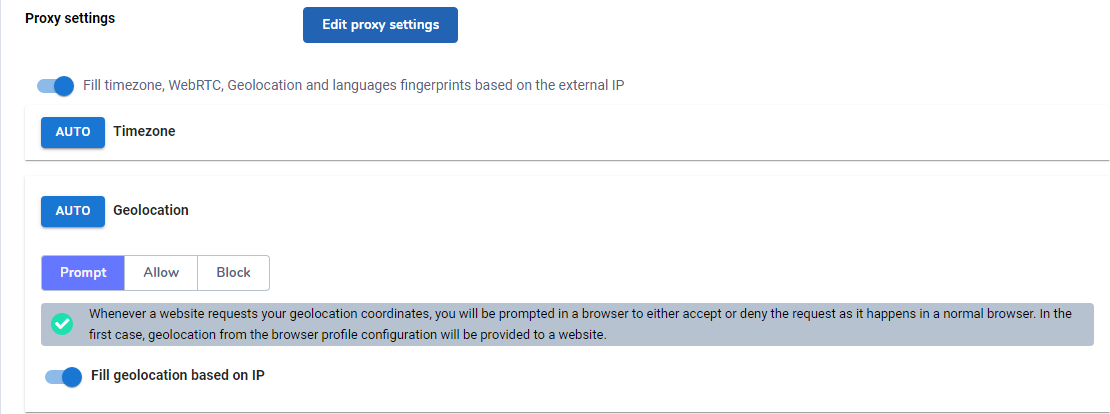 Proxy settings
Edit proxy settings
Fill timezone, WebRTC, Geolocation and languages fingerprints based on the external IP
AUTO Timezone
AUTO Geolocation
Prompt Allow Block
Whenever a website requests your geolocation coordinates, you will be prompted in a browser to either accept or deny the request as it happens in a normal browser. In the
first case, geolocation from the browser profile configuration will be provided to a website.
Fill geolocation based on IP